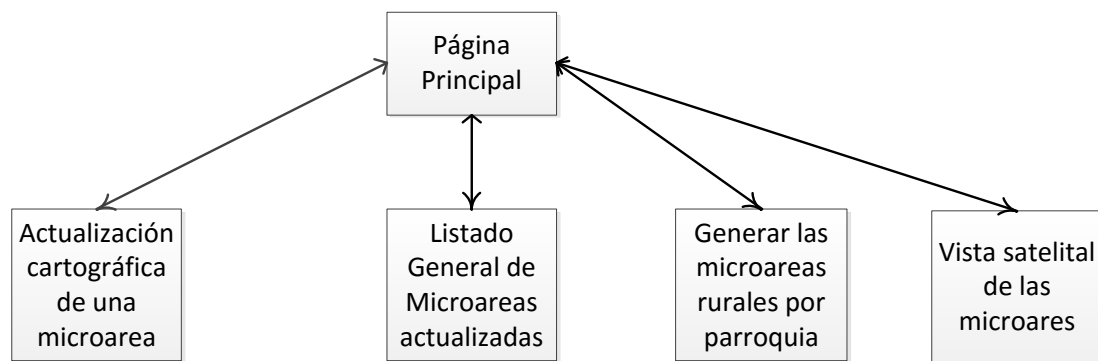 Página
Principal
Actualización
cartográfica
de una
microarea
Listado
General de
Microareas
actualizadas
Generar las
microareas
rurales por
parroquia
Vista satelital
de las
microares